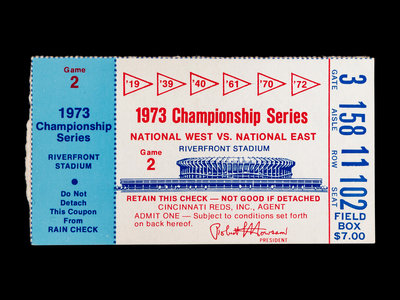 Game
2
1973
Championship
Series
RIVERFRONT
STADIUM
Do Not
Detach
This Coupon
From
RAIN CHECK
'19 '39 '40 '61 '70 '72
1973 Championship Series
NATIONAL WEST VS. NATIONAL EAST
RIVERFRONT STADIUM
Game
2
RETAIN THIS CHECK — NOT GOOD IF DETACHED
CINCINNATI REDS, INC., AGENT
ADMIT ONE — Subject to conditions set forth
on back hereof.
PRESIDENT
GATE 3
AISLE 158
ROW 11
SEAT 102
FIELD
BOX
$7.00